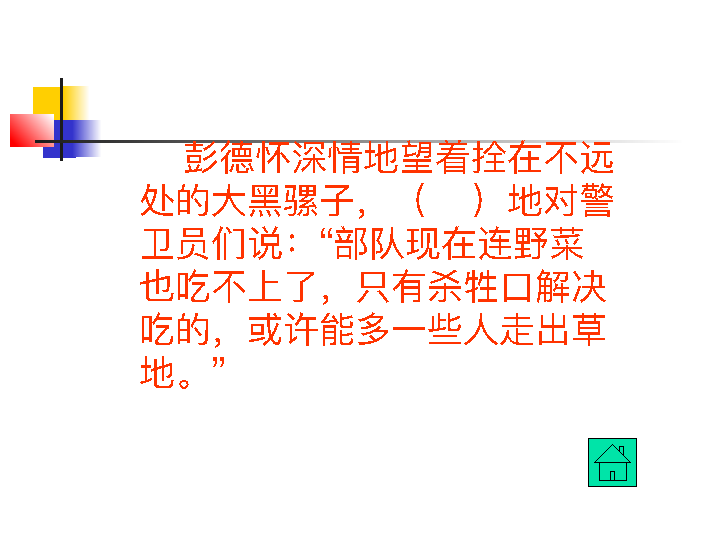 彭德怀深情地望着拴在不远
处的大黑骡子，（　）地对警
卫员们说：“部队现在连野菜
也吃不上了，只有杀牲口解决
吃的，或许能多一些人走出草
地。”